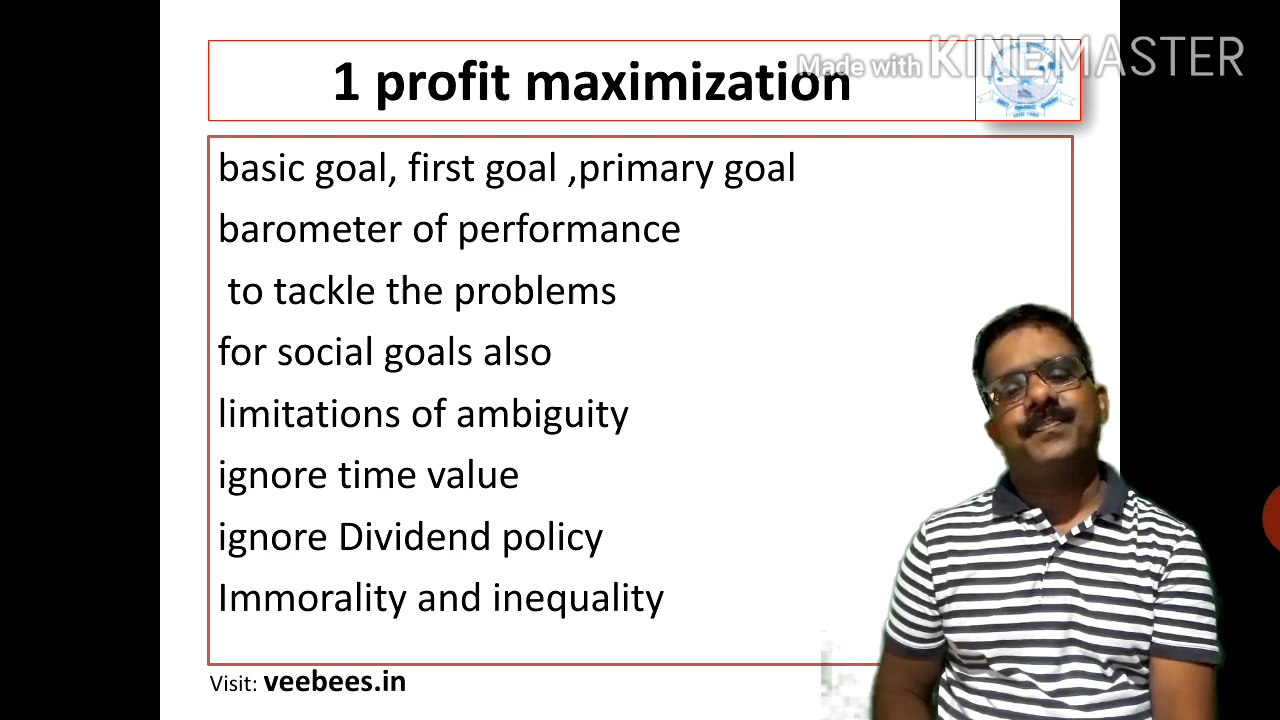 Made with KINEMASTER
1 profit maximization
basic goal, first goal ,primary goal
barometer of performance
to tackle the problems
for social goals also
limitations of ambiguity
ignore time value
ignore Dividend policy
Immorality and inequality
Visit: veebees.in